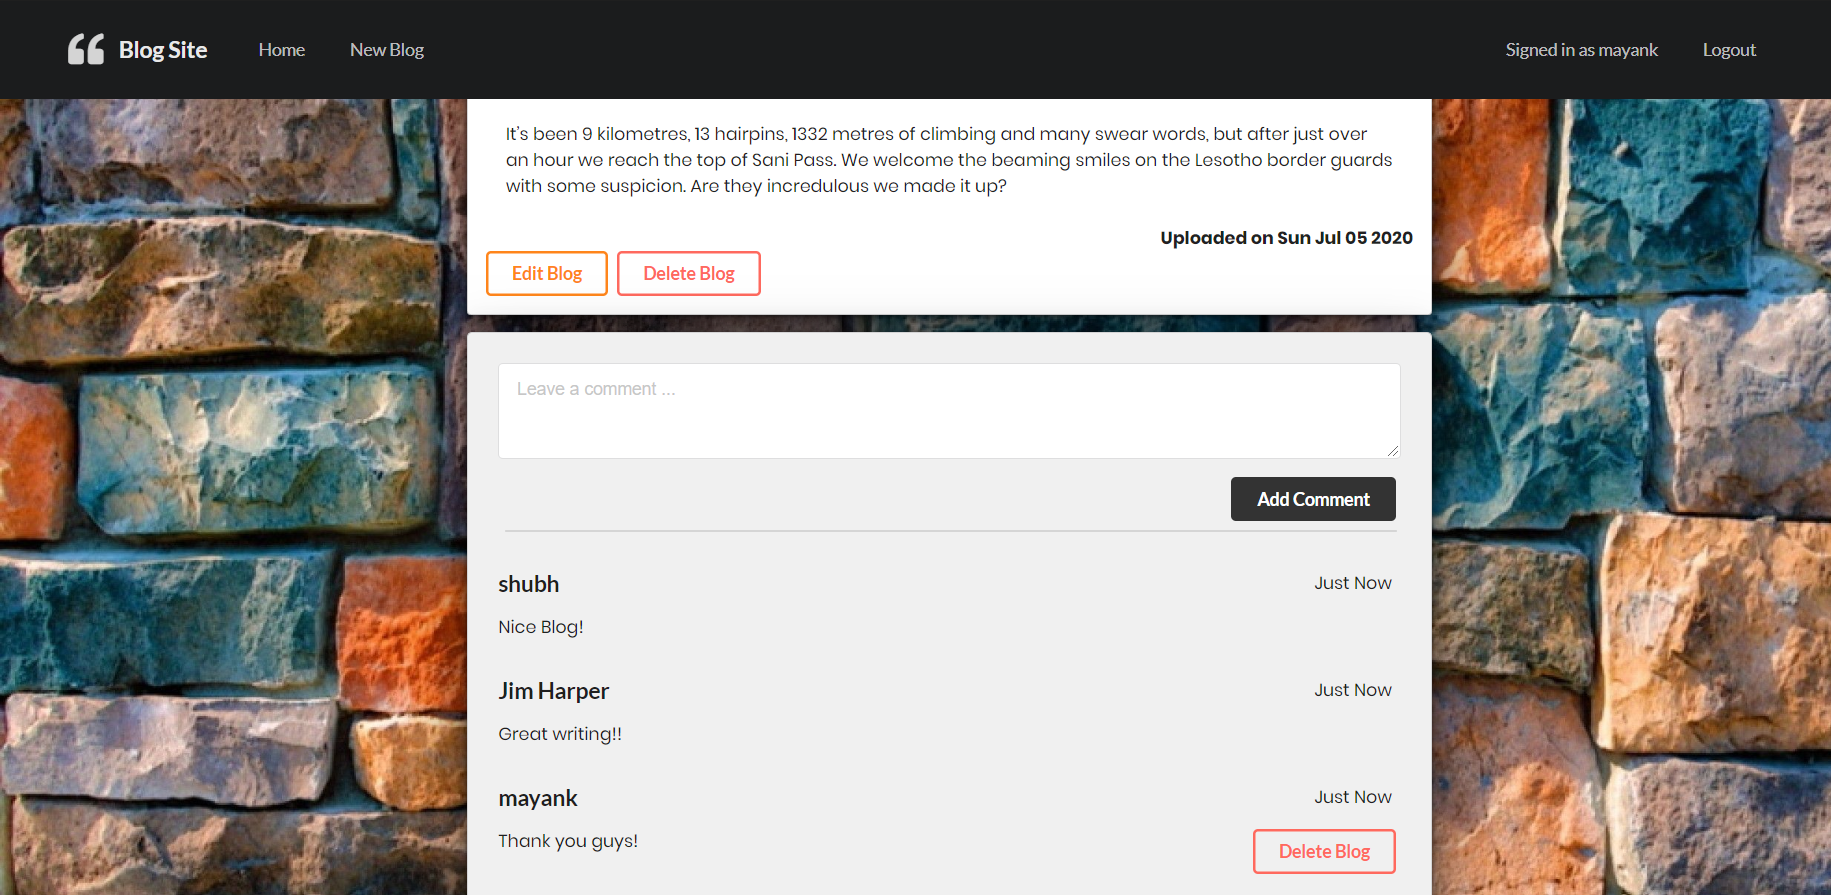 Blog Site Home New Blog Signed in as mayank Logout
It's been 9 kilometres, 13 hairpins, 1332 metres of climbing and many swear words, but after just over
an hour we reach the top of Sani Pass. We welcome the beaming smiles on the Lesotho border guards
with some suspicion. Are they incredulous we made it up?
Uploaded on Sun Jul 05 2020
Edit Blog Delete Blog
Leave a comment ...
Add Comment
shubh Just Now
Nice Blog!
Jim Harper Just Now
Great writing!!
mayank Just Now
Thank you guys!
Delete Blog